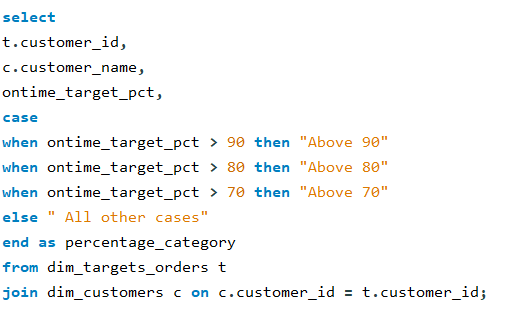 select
t.customer_id,
c.customer_name,
ontime_target_pct,
case
when ontime_target_pct > 90 then "Above 90"
when ontime_target_pct > 80 then "Above 80"
when ontime_target_pct > 70 then "Above 70"
else " All other cases"
end as percentage_category
from dim_targets_orders t
join dim_customers c on c.customer_id = t.customer_id;